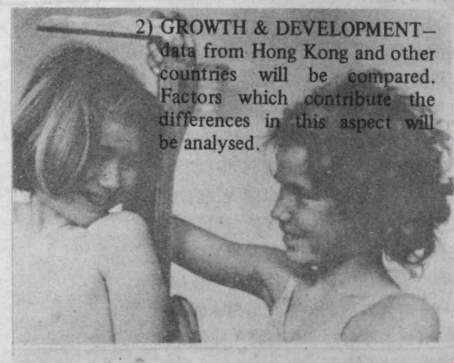 2) GROWTH & DEVELOPMENT—
data from Hong Kong and other
countries will be compared.
Factors which contribute the
differences in this aspect will
be analysed.